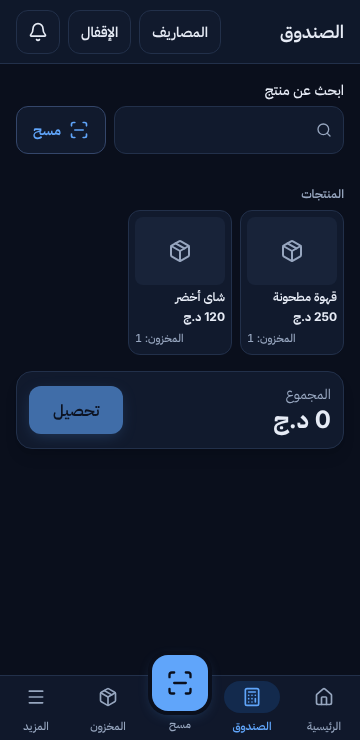 الصندوق
المصاريف
الإقفال
ابحث عن منتج
مسح
المنتجات
قهوة مطحونة
250 د.ج
المخزون: 1
شاي أخضر
120 د.ج
المخزون: 1
المجموع
0 د.ج
تحصيل
الرئيسية
الصندوق
مسح
المخزون
المزيد